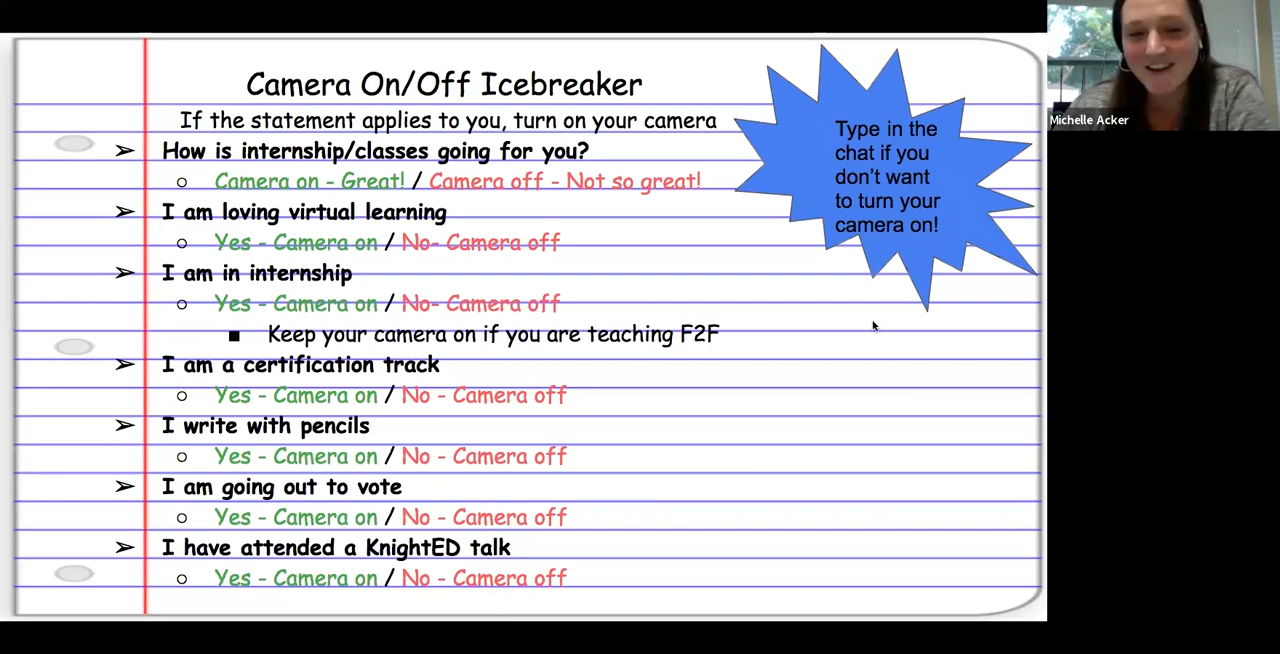 Camera On/Off Icebreaker
If the statement applies to you, turn on your camera
➢ How is internship/classes going for you?
○ Camera on - Great! / Camera off - Not so great!
➢ I am loving virtual learning
○ Yes - Camera on / No- Camera off
➢ I am in internship
○ Yes - Camera on / No- Camera off
■ Keep your camera on if you are teaching F2F
➢ I am a certification track
○ Yes - Camera on / No - Camera off
➢ I write with pencils
○ Yes - Camera on / No - Camera off
➢ I am going out to vote
○ Yes - Camera on / No - Camera off
➢ I have attended a KnightED talk
○ Yes - Camera on / No - Camera off
Type in the
chat if you
don't want
to turn your
camera on!
Michelle Acker